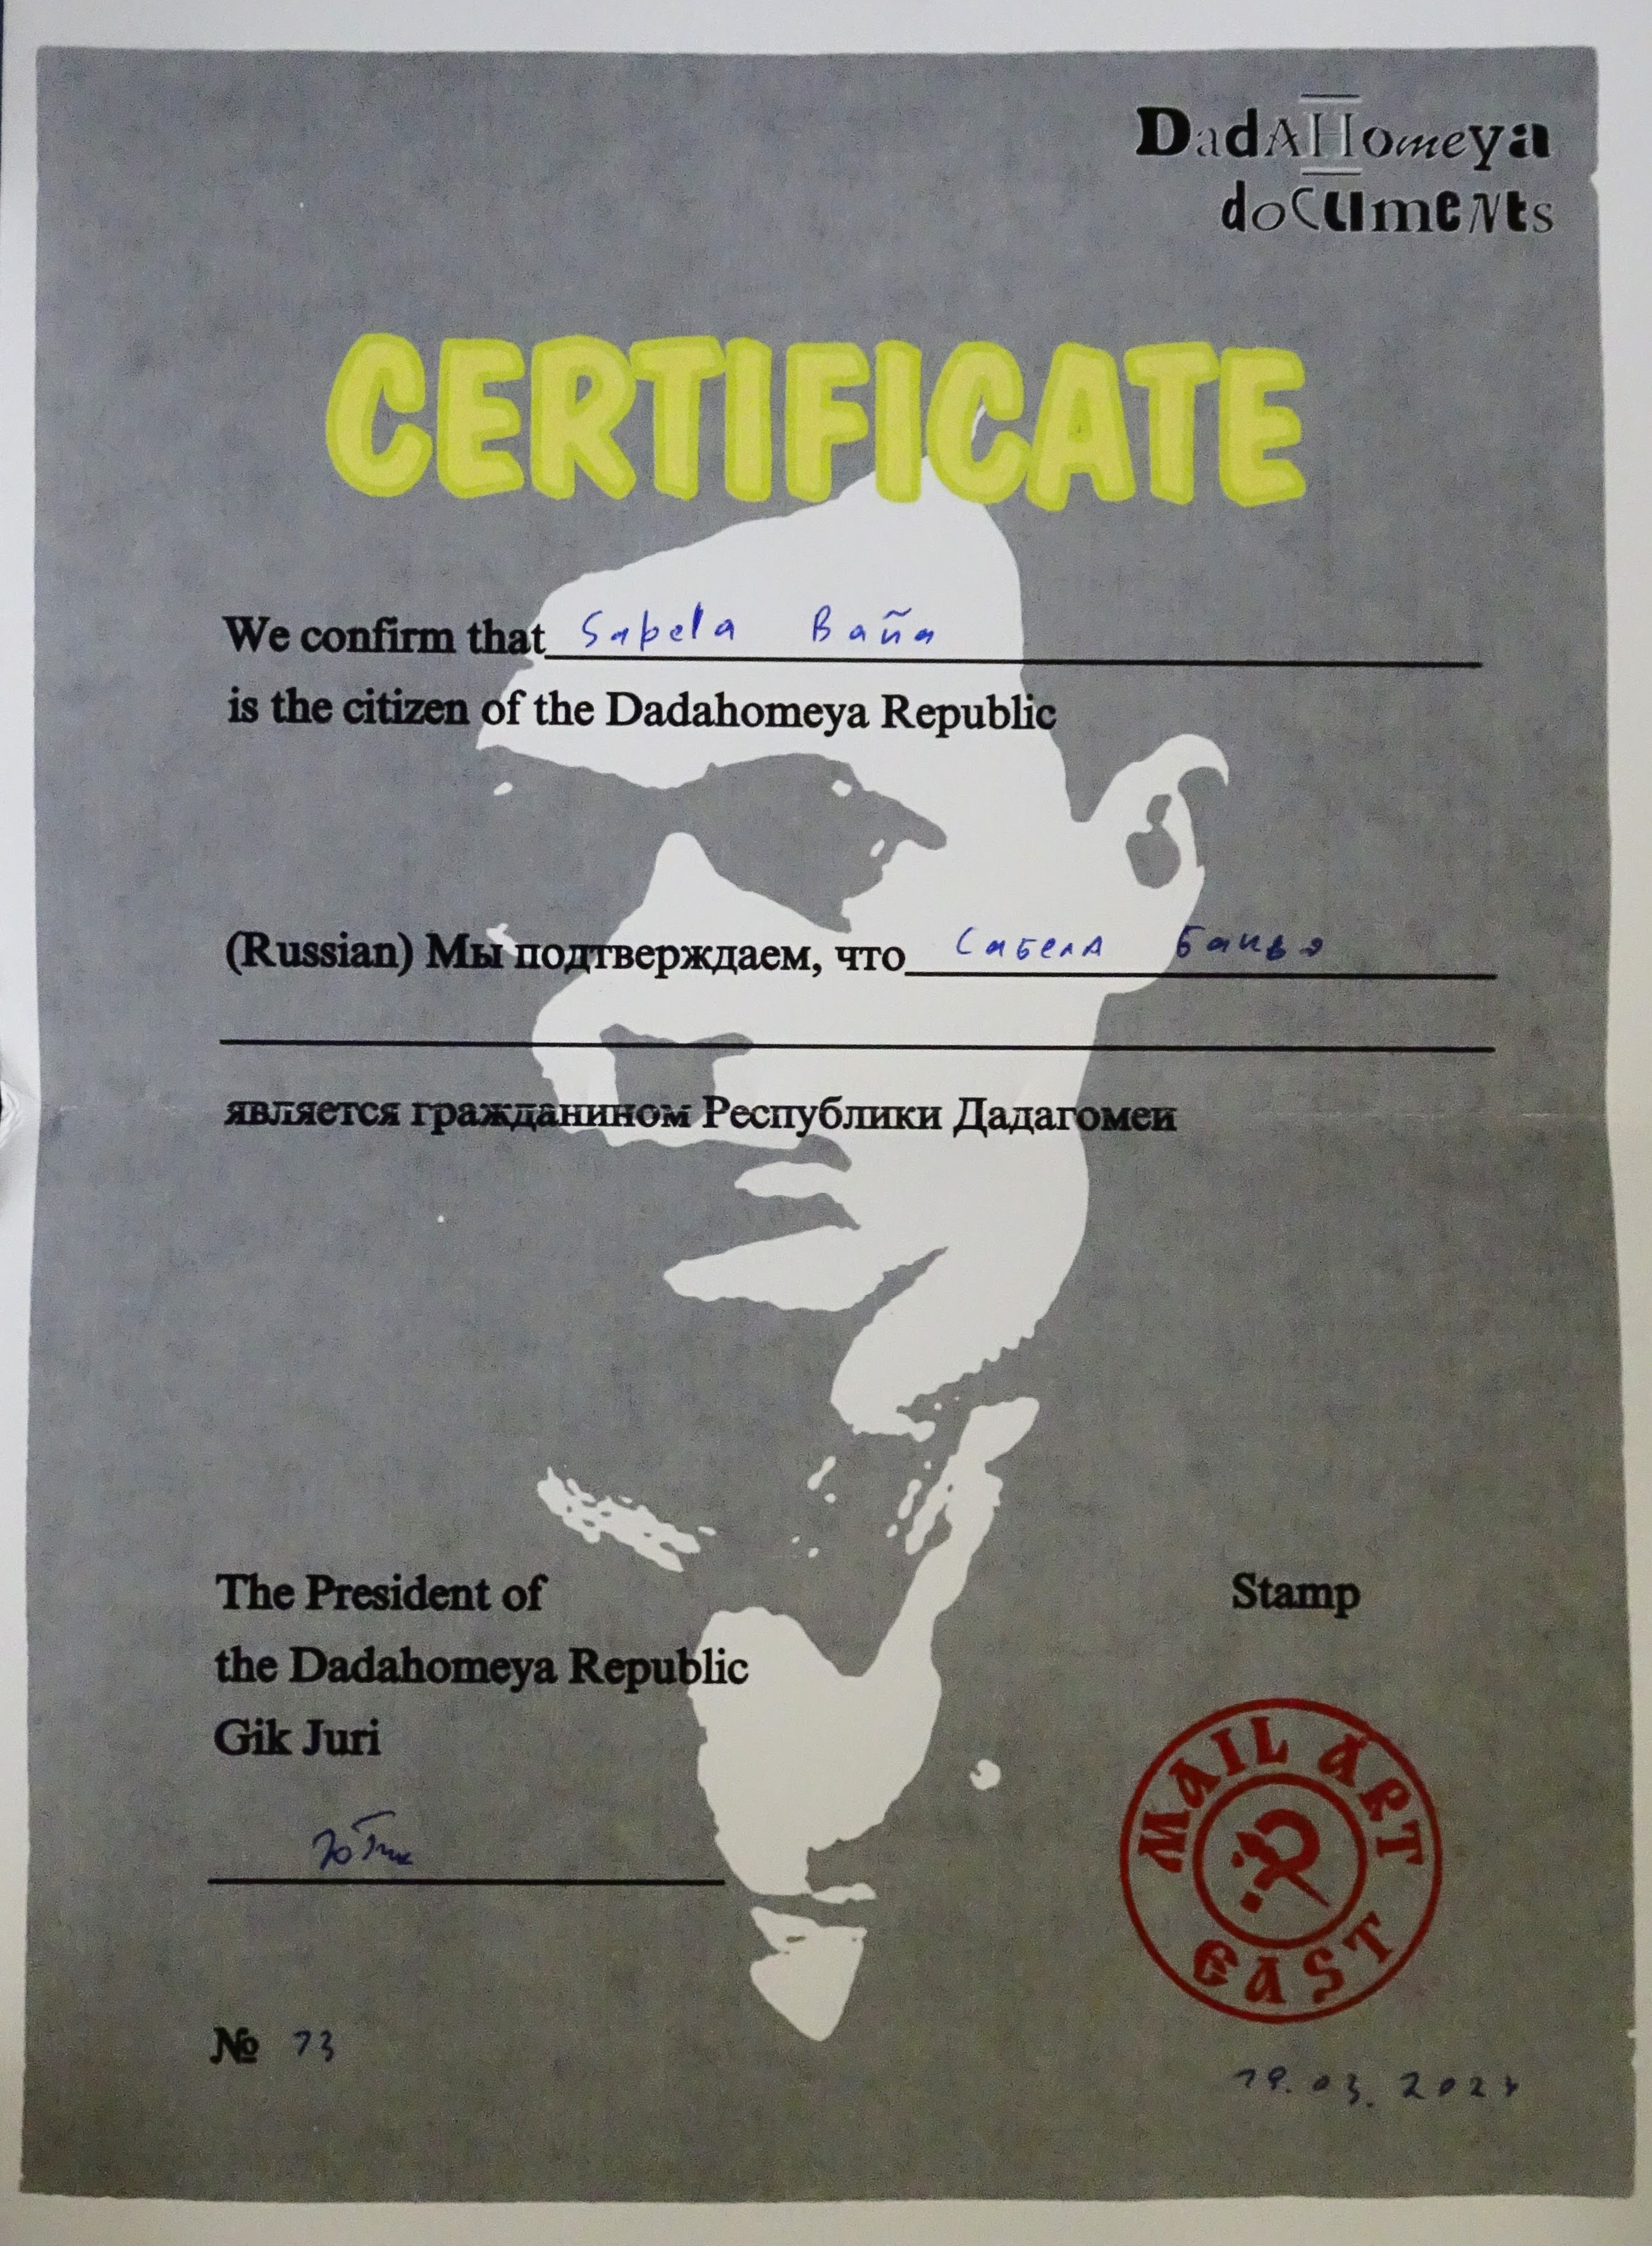 DadAHomeya
doCUmeNts
CERTIFICATE
We confirm that Sabela Baña
is the citizen of the Dadahomeya Republic
(Russian) Мы подтверждаем, что Сабела Банья
является гражданином Республики Дадагомеи
The President of
the Dadahomeya Republic
Gik Juri
Stamp
MAIL ART
EAST
№ 73